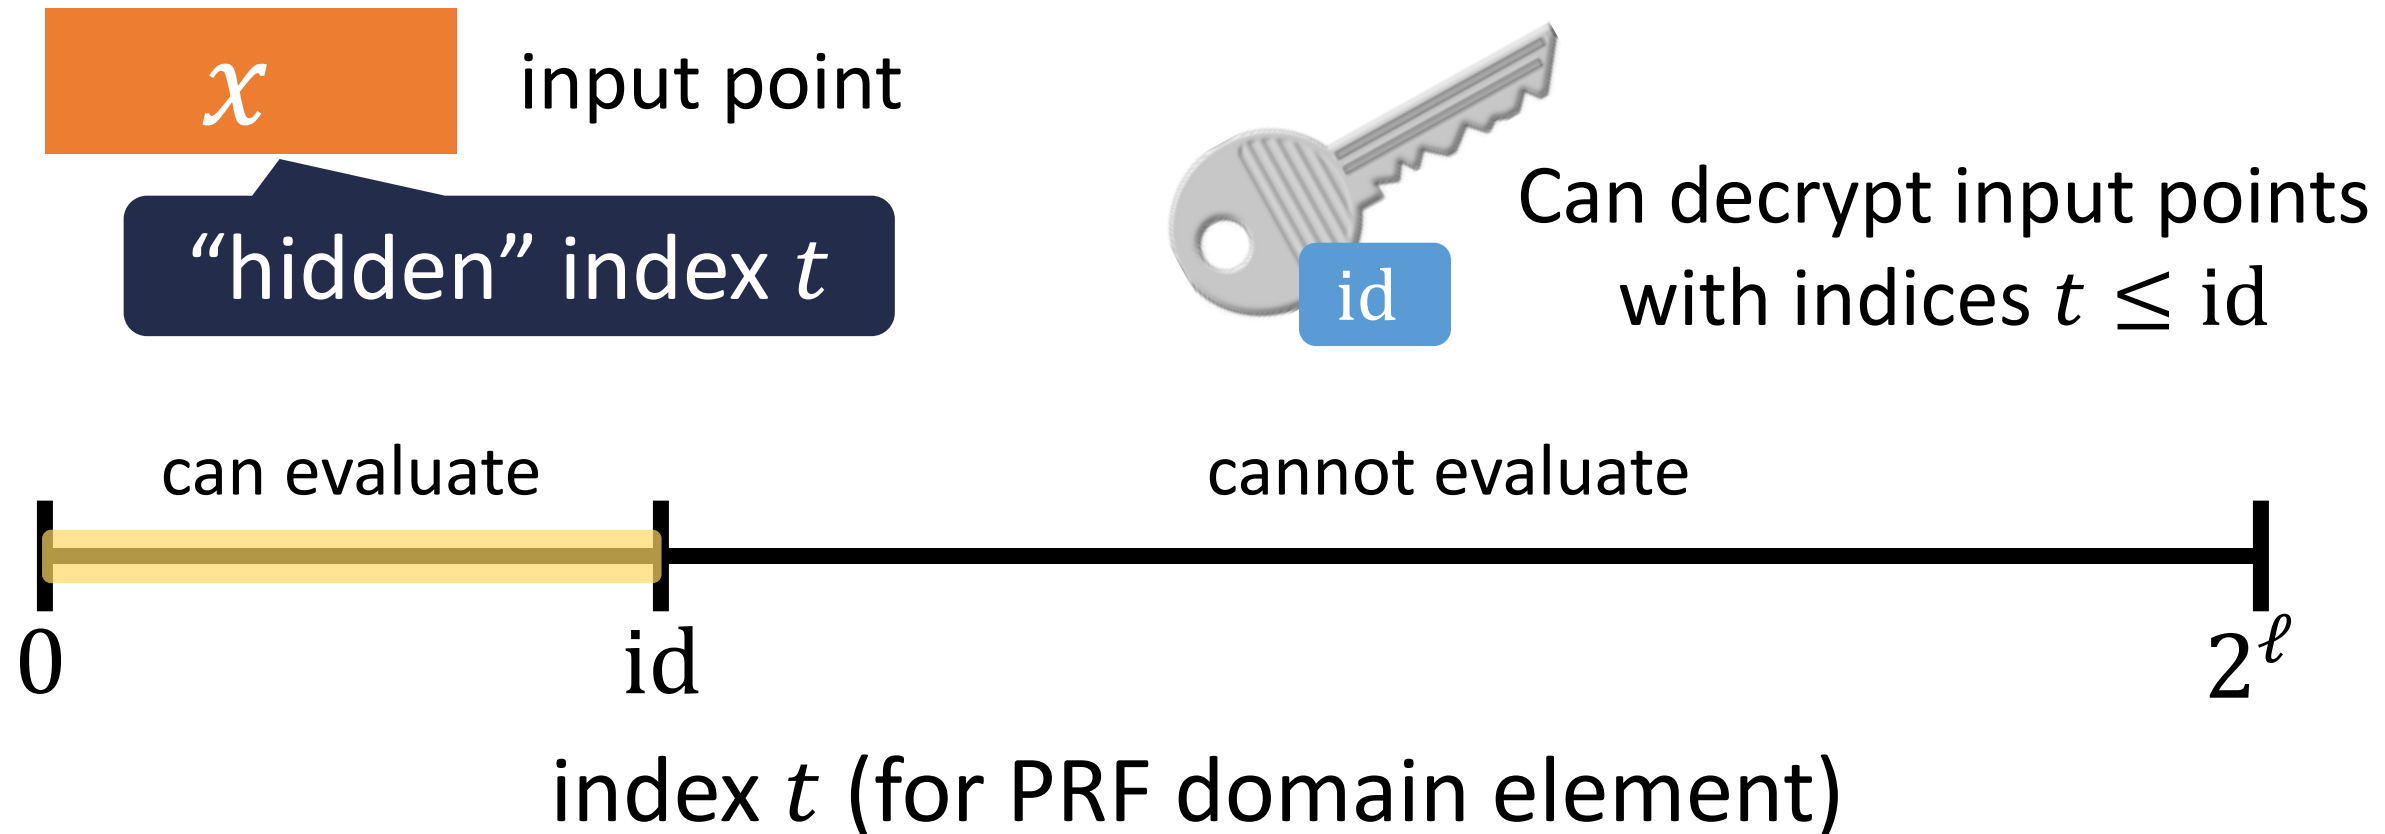 x
input point
“hidden” index t
id
Can decrypt input points
with indices t ≤ id
can evaluate
cannot evaluate
0
id
2^ℓ
index t (for PRF domain element)